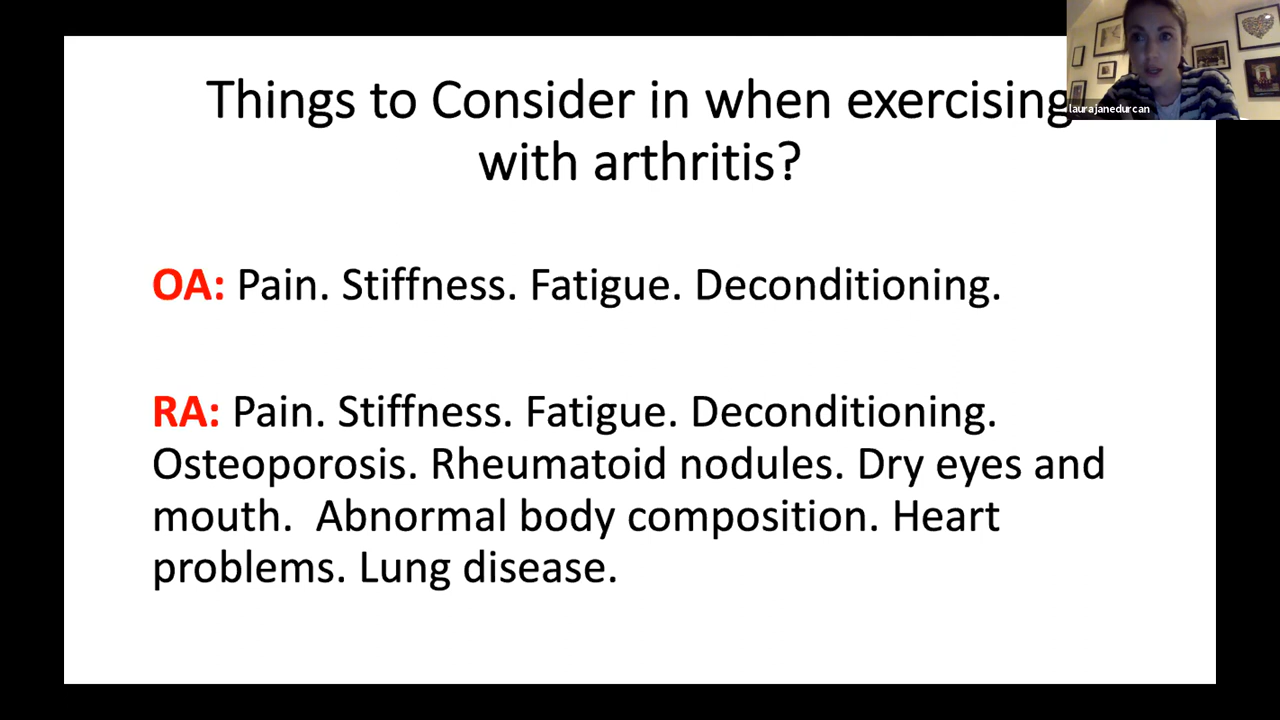 Things to Consider in when exercising
with arthritis?
laurajanedurcan
OA: Pain. Stiffness. Fatigue. Deconditioning.
RA: Pain. Stiffness. Fatigue. Deconditioning.
Osteoporosis. Rheumatoid nodules. Dry eyes and
mouth.  Abnormal body composition. Heart
problems. Lung disease.